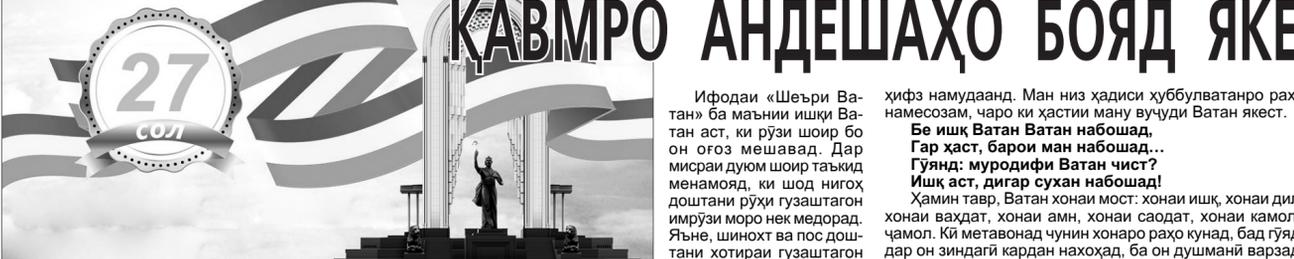 27
СОЛ
ҚАВМРО АНДЕШАҲО БОЯД ЯКЕ
Ифодаи «Шеъри Ва-
тан» ба маънии ишқи Ва-
тан аст, ки рӯзи шоир бо
он оғоз мешавад. Дар
мисраи дуюм шоир таъкид
менамояд, ки шод нигоҳ
доштани рӯҳи гузаштагон
имрӯзи моро нек медорад.
Яъне, шинохт ва пос дош-
тани хотираи гузаштагон
ҳифз намудаанд. Ман низ ҳадиси ҳуббулватанро раҳ
намесозам, чаро ки ҳастии ману вуҷуди Ватан якест.
Бе ишқ Ватан Ватан набошад,
Гар ҳаст, барои ман набошад…
Гӯянд: муродифи Ватан чист?
Ишқ аст, дигар сухан набошад!
Ҳамин тавр, Ватан хонаи мост: хонаи ишқ, хонаи дил
хонаи ваҳдат, хонаи амн, хонаи саодат, хонаи камол
ҷамол. Кӣ метавонад чунин хонаро раҳо кунад, бад гӯяд
дар он зиндагӣ кардан нахоҳад, ба он душманӣ варзад